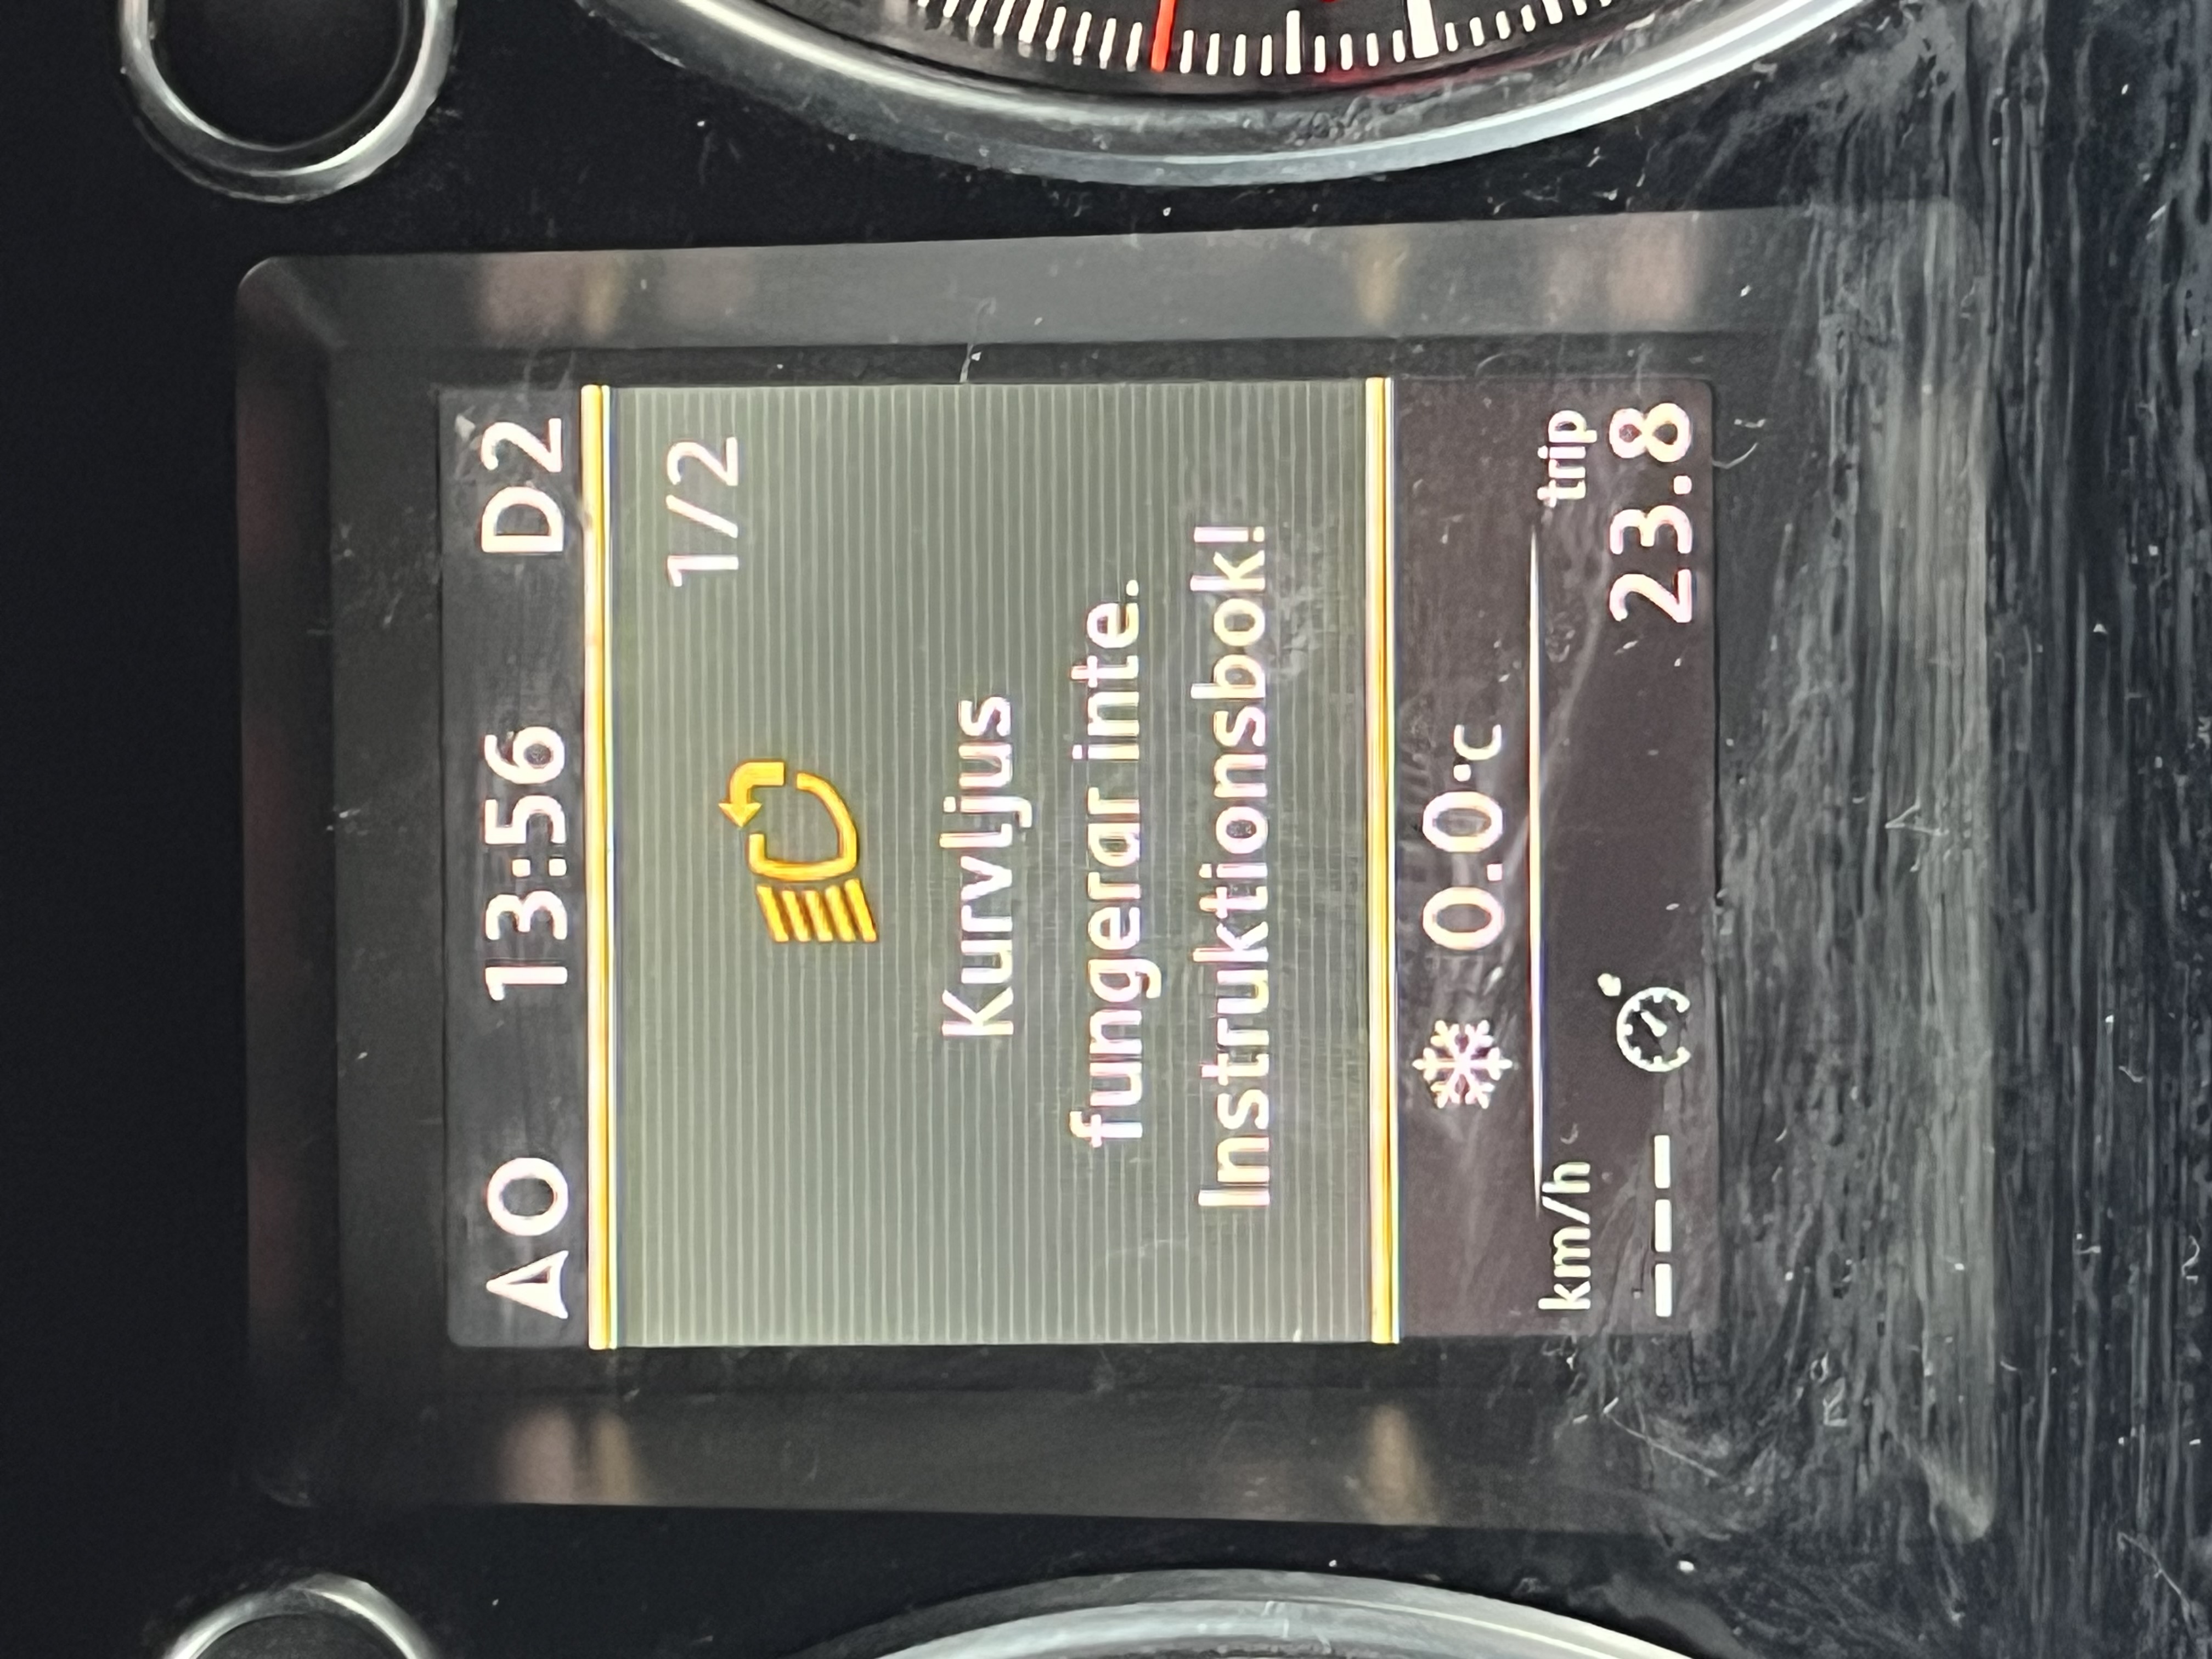 AO 13:56 D2
1/2
Kurvljus
fungerar inte.
Instruktionsbok!
0.0°C
km/h trip
--- 23.8